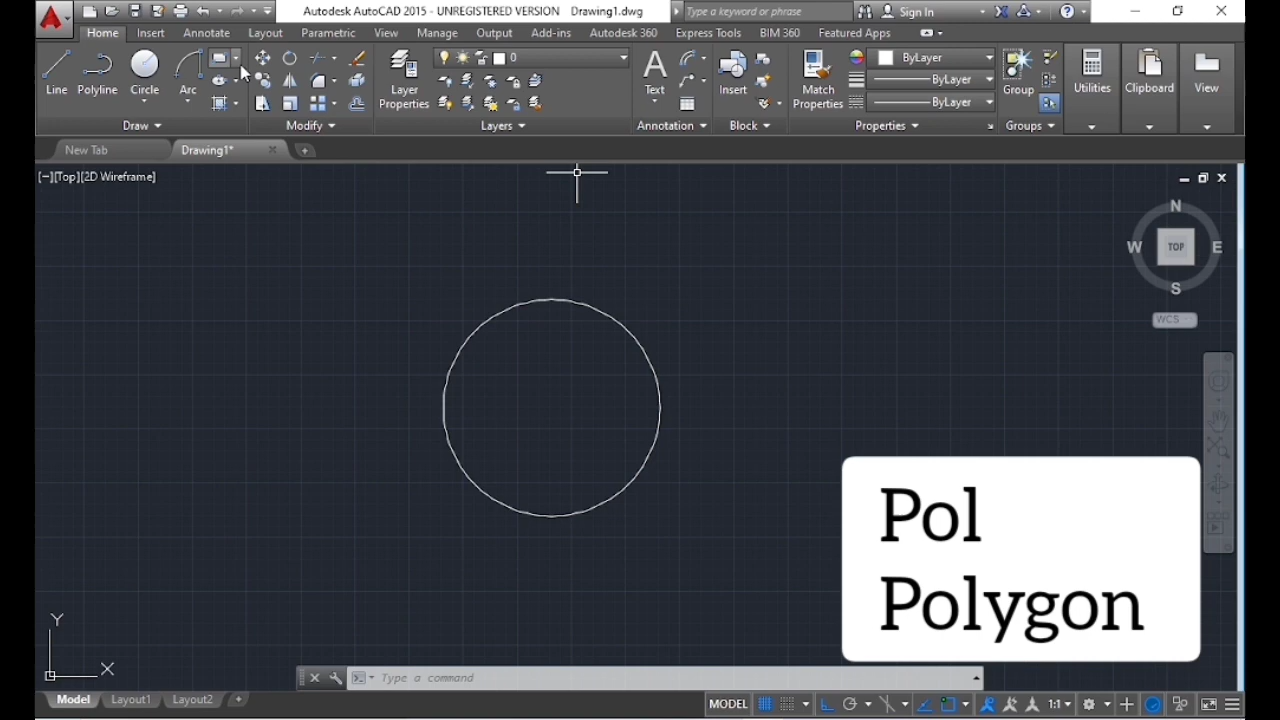 Autodesk AutoCAD 2015 - UNREGISTERED VERSION Drawing1.dwg
Type a keyword or phrase
Sign In
Home Insert Annotate Layout Parametric View Manage Output Add-ins Autodesk 360 Express Tools BIM 360 Featured Apps
Line Polyline Circle Arc
Layer Properties
0
Text
Insert
Match Properties
ByLayer
ByLayer
ByLayer
Group
Utilities
Clipboard
View
Draw Modify Layers Annotation Block Properties Groups
New Tab Drawing1*
[−][Top][2D Wireframe]
N
W TOP E
S
WCS
Pol
Polygon
Y
X
Type a command
Model Layout1 Layout2
MODEL 1:1